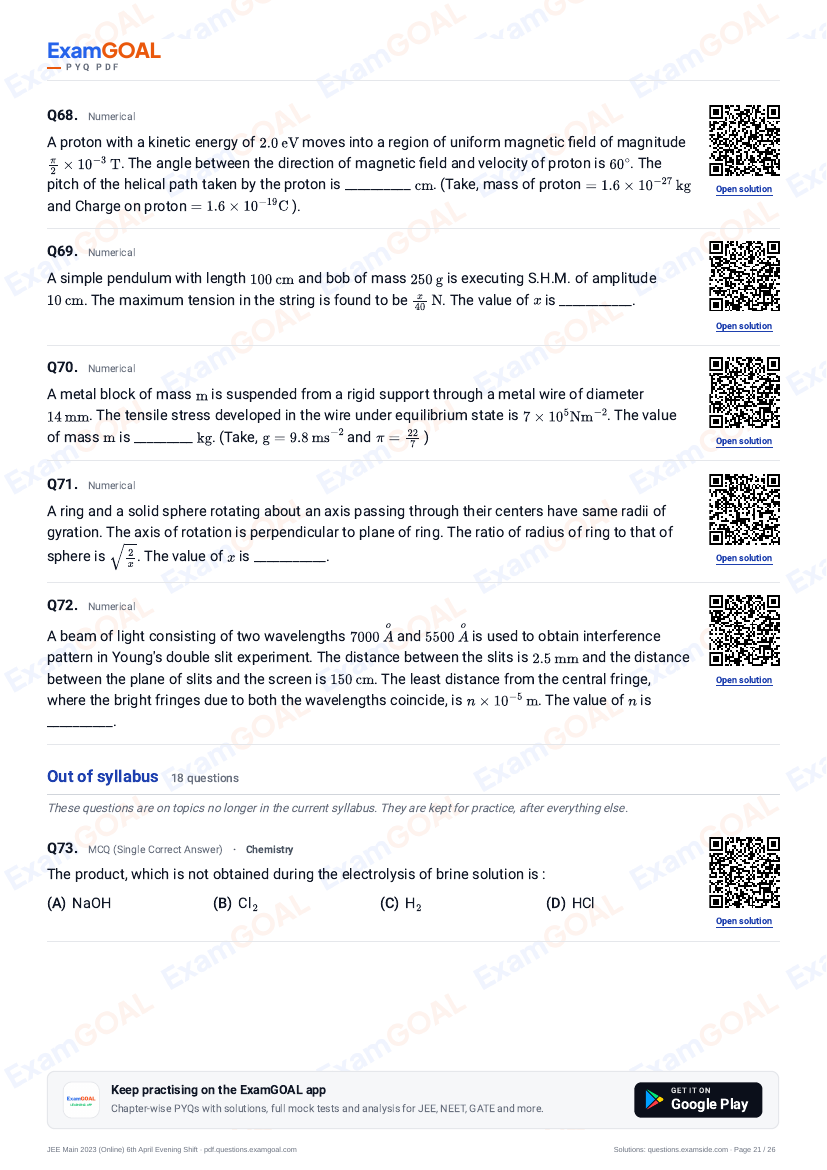 ExamGOAL
PYQ PDF
Q68. Numerical
A proton with a kinetic energy of 2.0 eV moves into a region of uniform magnetic field of magnitude
π/2 × 10⁻³ T. The angle between the direction of magnetic field and velocity of proton is 60°. The
pitch of the helical path taken by the proton is __________ cm. (Take, mass of proton = 1.6 × 10⁻²⁷ kg
and Charge on proton = 1.6 × 10⁻¹⁹C ).
Open solution
Q69. Numerical
A simple pendulum with length 100 cm and bob of mass 250 g is executing S.H.M. of amplitude
10 cm. The maximum tension in the string is found to be x/40 N. The value of x is ___________.
Open solution
Q70. Numerical
A metal block of mass m is suspended from a rigid support through a metal wire of diameter
14 mm. The tensile stress developed in the wire under equilibrium state is 7 × 10⁵Nm⁻². The value
of mass m is _________ kg. (Take, g = 9.8 ms⁻² and π = 22/7 )
Open solution
Q71. Numerical
A ring and a solid sphere rotating about an axis passing through their centers have same radii of
gyration. The axis of rotation is perpendicular to plane of ring. The ratio of radius of ring to that of
sphere is √(2/x). The value of x is ___________.
Open solution
Q72. Numerical
A beam of light consisting of two wavelengths 7000 Å and 5500 Å is used to obtain interference
pattern in Young's double slit experiment. The distance between the slits is 2.5 mm and the distance
between the plane of slits and the screen is 150 cm. The least distance from the central fringe,
where the bright fringes due to both the wavelengths coincide, is n × 10⁻⁵ m. The value of n is
__________.
Open solution
Out of syllabus 18 questions
These questions are on topics no longer in the current syllabus. They are kept for practice, after everything else.
Q73. MCQ (Single Correct Answer) · Chemistry
The product, which is not obtained during the electrolysis of brine solution is :
(A) NaOH (B) Cl₂ (C) H₂ (D) HCl
Open solution
ExamGOAL
Keep practising on the ExamGOAL app
Chapter-wise PYQs with solutions, full mock tests and analysis for JEE, NEET, GATE and more.
GET IT ON
Google Play
JEE Main 2023 (Online) 6th April Evening Shift · pdf.questions.examgoal.com
Solutions: questions.examside.com · Page 21 / 26